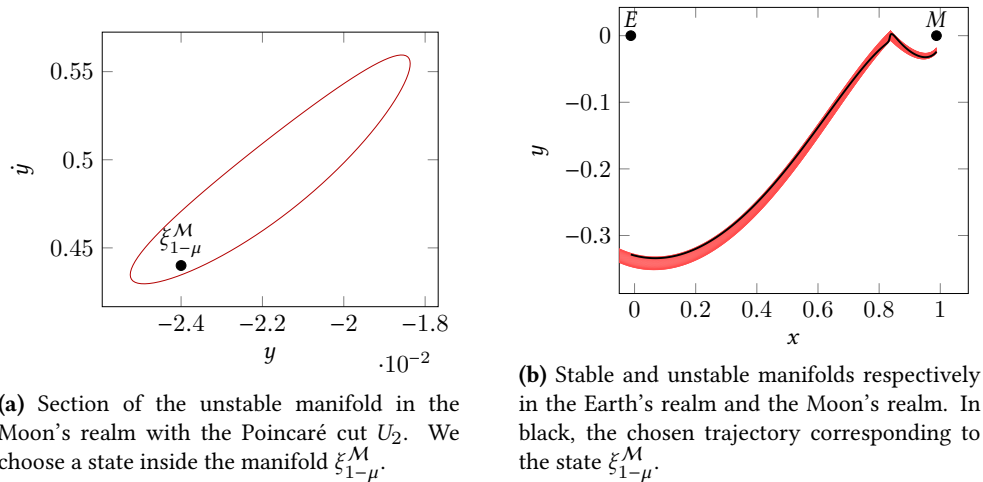 0.55
0.5
0.45
ẏ
ξ^M_{1−μ}
−2.4 −2.2 −2 −1.8
y
·10^{−2}
(a) Section of the unstable manifold in the
Moon's realm with the Poincaré cut U_2. We
choose a state inside the manifold ξ^M_{1−μ}.
E M
0
−0.1
−0.2
−0.3
y
0 0.2 0.4 0.6 0.8 1
x
(b) Stable and unstable manifolds respectively
in the Earth's realm and the Moon's realm. In
black, the chosen trajectory corresponding to
the state ξ^M_{1−μ}.